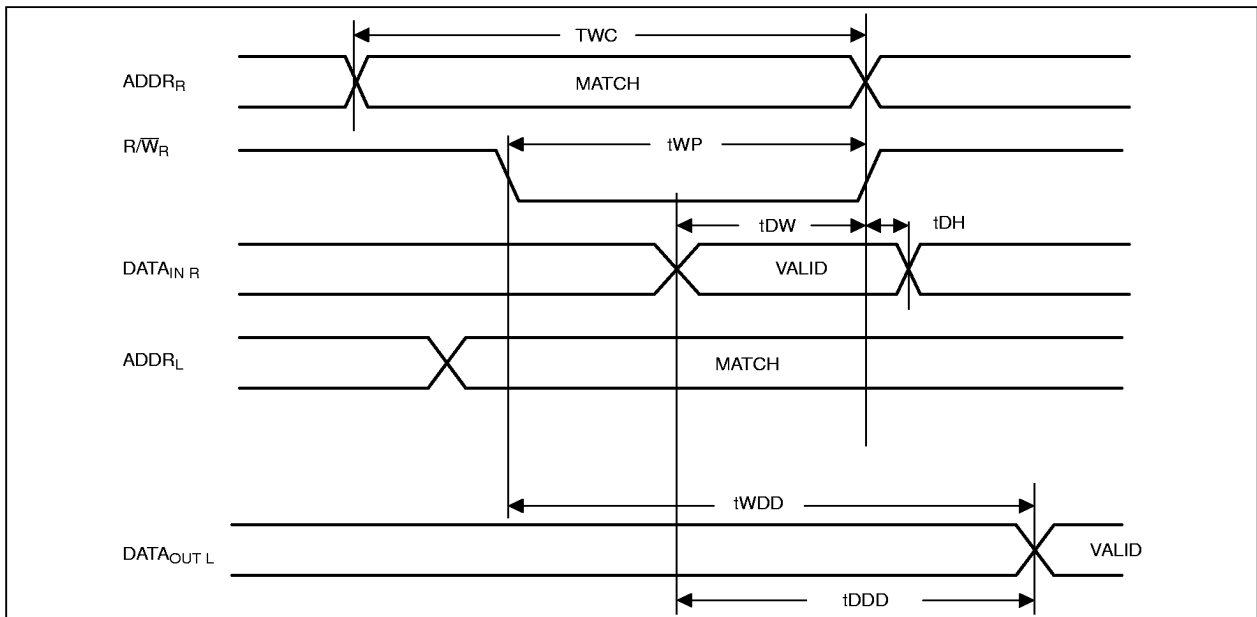 TWC
ADDR_R MATCH
R/W̅_R tWP
tDW tDH
DATA_IN R VALID
ADDR_L MATCH
tWDD
DATA_OUT L VALID
tDDD